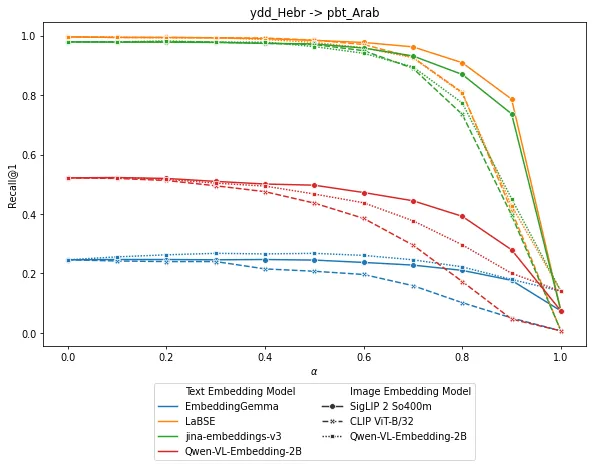 ydd_Hebr -> pbt_Arab
Recall@1
1.0
0.8
0.6
0.4
0.2
0.0
0.0 0.2 0.4 0.6 0.8 1.0
α
Text Embedding Model
EmbeddingGemma
LaBSE
jina-embeddings-v3
Qwen-VL-Embedding-2B
Image Embedding Model
SigLIP 2 So400m
CLIP ViT-B/32
Qwen-VL-Embedding-2B